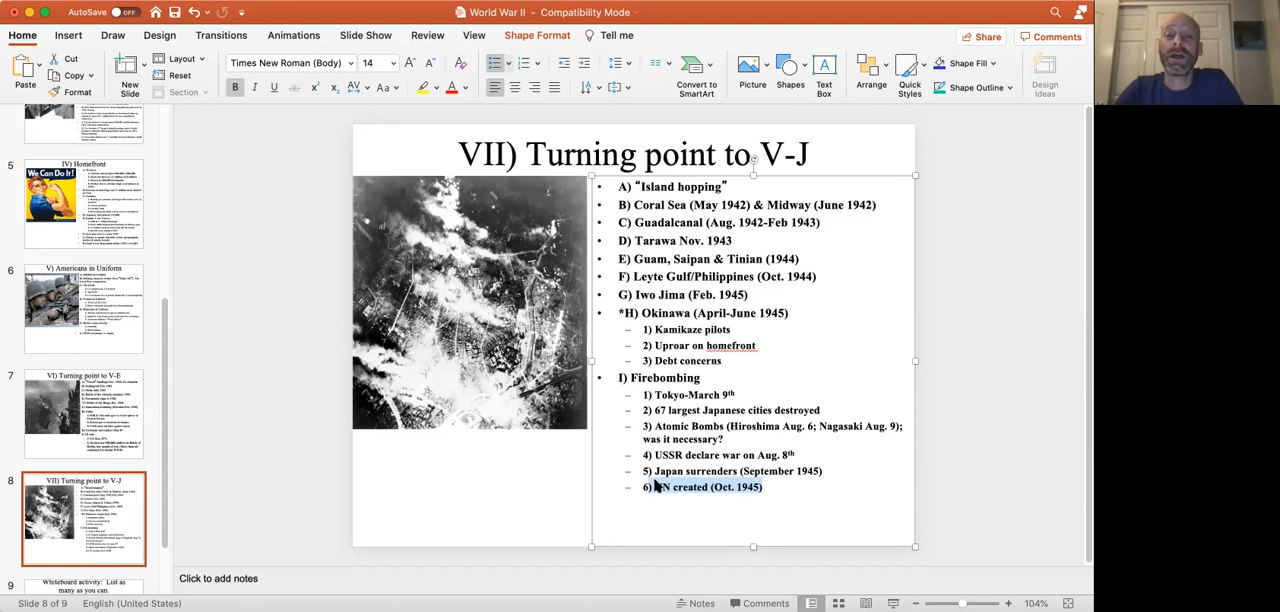 AutoSave OFF
World War II - Compatibility Mode
Home Insert Draw Design Transitions Animations Slide Show Review View Shape Format Tell me
Share Comments
Paste
Cut
Copy
Format
New
Slide
Layout
Reset
Section
Times New Roman (Body) 14
Convert to
SmartArt
Picture
Shapes
Text
Box
Arrange
Quick
Styles
Shape Fill
Shape Outline
Design
Ideas
5
IV) Homefront
We Can Do It!
6
V) Americans in Uniform
7
VI) Turning point to V-E
8
VII) Turning point to V-J
9
Whiteboard activity: List as
many as you can.
VII) Turning point to V-J
• A) “Island hopping”
• B) Coral Sea (May 1942) & Midway (June 1942)
• C) Guadalcanal (Aug. 1942-Feb 1943)
• D) Tarawa Nov. 1943
• E) Guam, Saipan & Tinian (1944)
• F) Leyte Gulf/Philippines (Oct. 1944)
• G) Iwo Jima (Feb. 1945)
• *H) Okinawa (April-June 1945)
– 1) Kamikaze pilots
– 2) Uproar on homefront
– 3) Debt concerns
• I) Firebombing
– 1) Tokyo-March 9th
– 2) 67 largest Japanese cities destroyed
– 3) Atomic Bombs (Hiroshima Aug. 6; Nagasaki Aug. 9);
was it necessary?
– 4) USSR declare war on Aug. 8th
– 5) Japan surrenders (September 1945)
– 6) UN created (Oct. 1945)
Click to add notes
Slide 8 of 9 English (United States) Notes Comments 104%